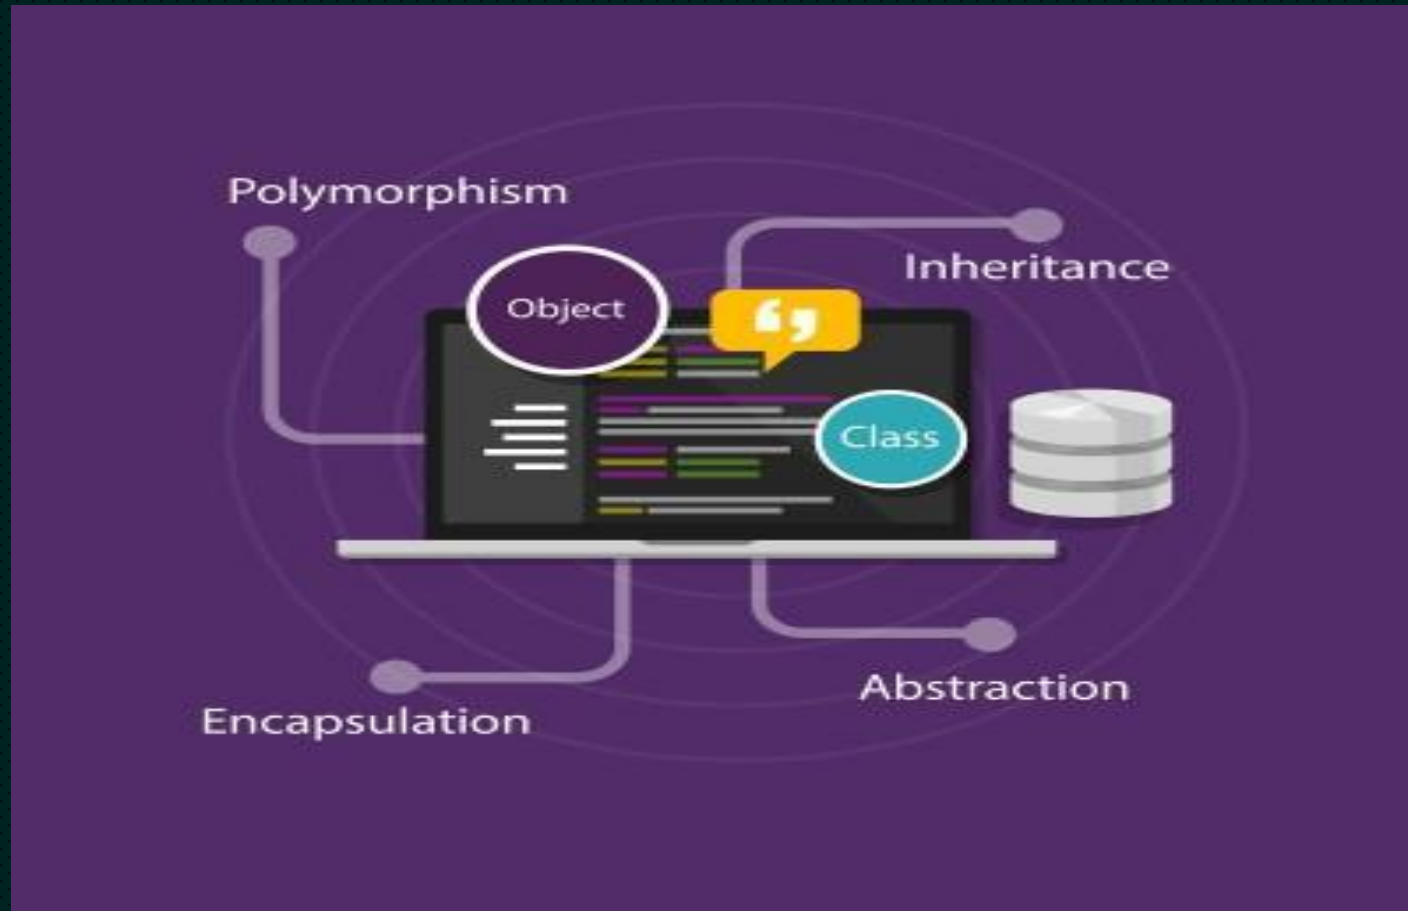 Polymorphism
Inheritance
Object
Class
Abstraction
Encapsulation